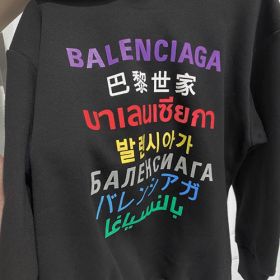 BALENCIAGA
巴黎世家
บาเลนเซียกา
발렌시아가
БАЛЕНСИАГА
バレンシアガ
بالنسياغا